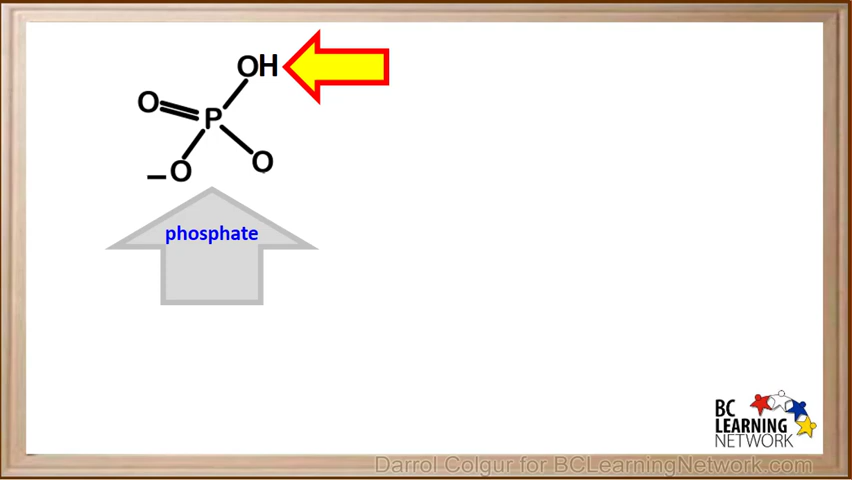 OH
O
P
–O
O
phosphate
BC
LEARNING
NETWORK
Darrol Colgur for BCLearningNetwork.com